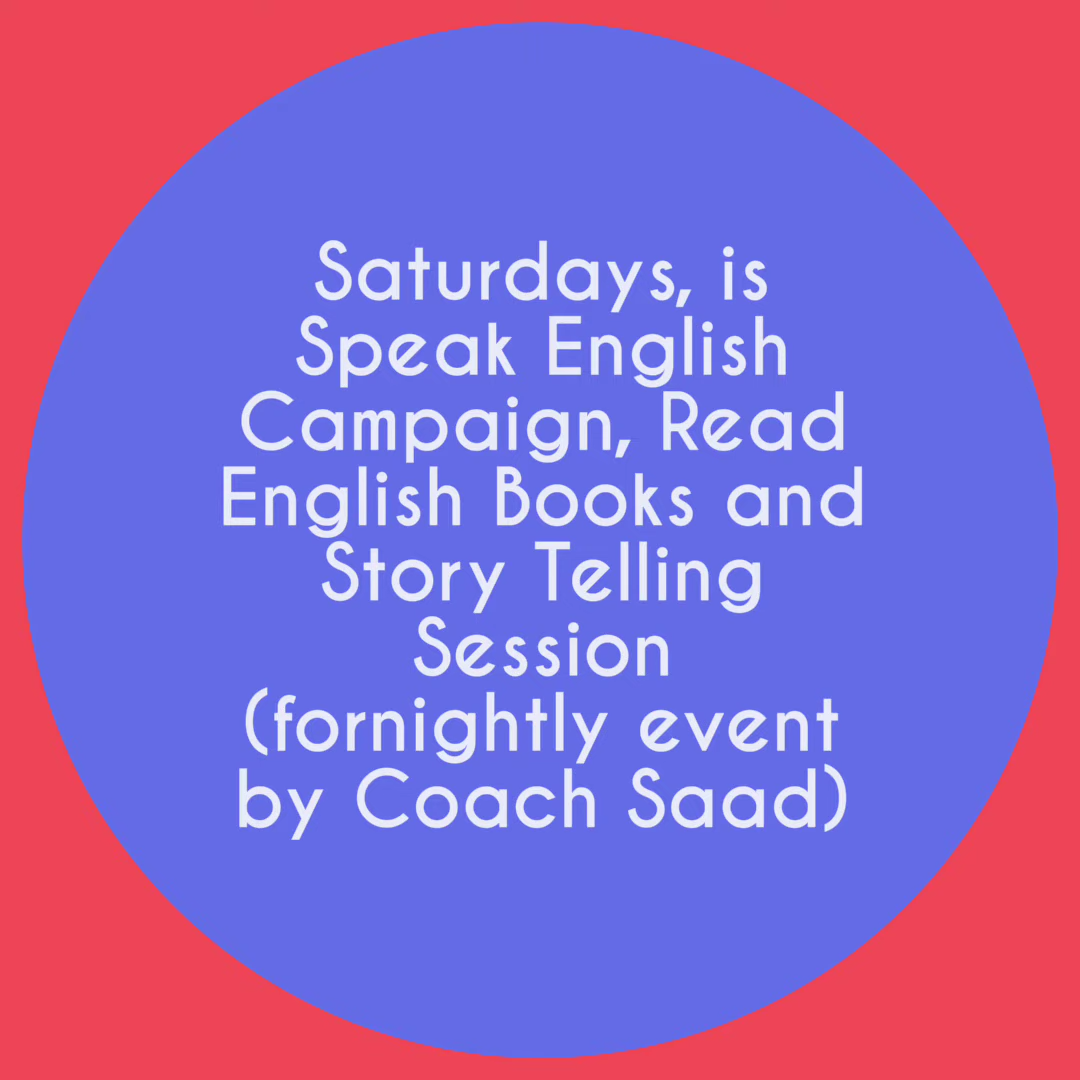 Saturdays, is
Speak English
Campaign, Read
English Books and
Story Telling
Session
(fornightly event
by Coach Saad)